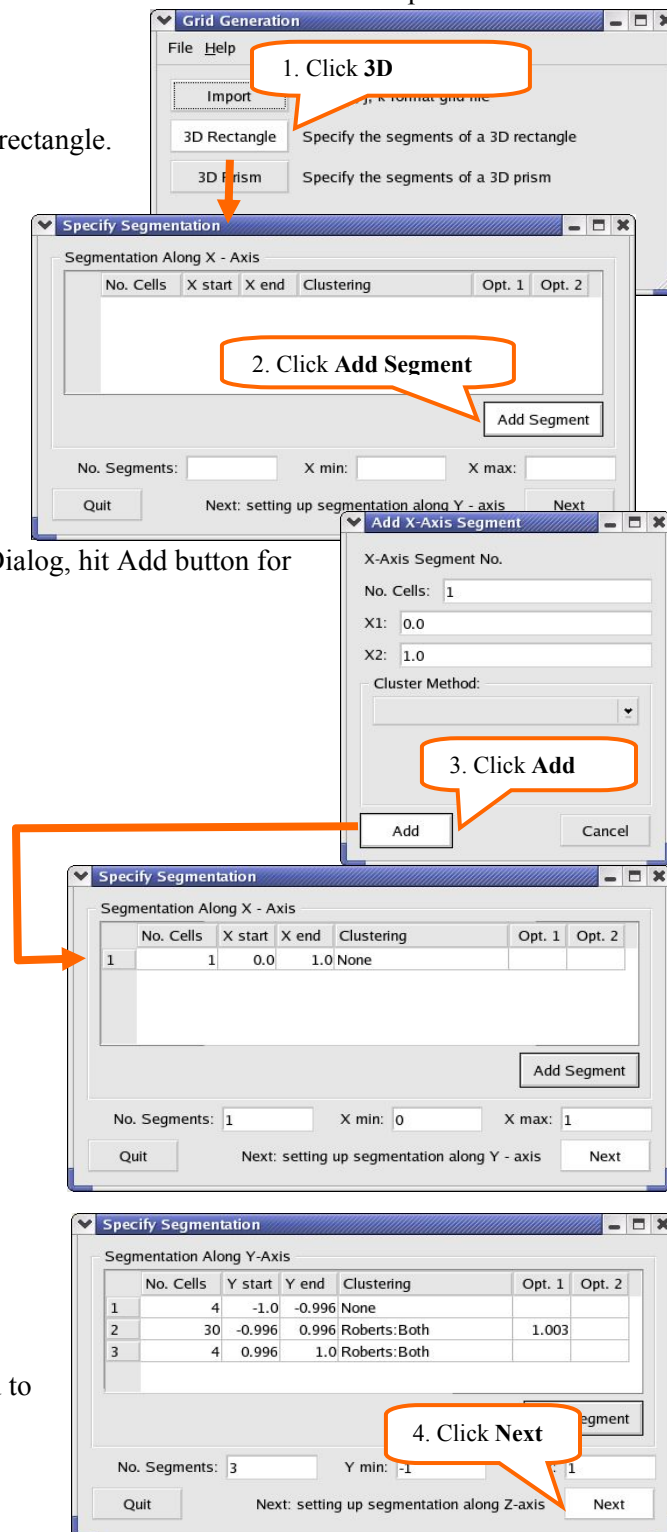 Grid Generation
File Help
1. Click 3D
Import
3D Rectangle Specify the segments of a 3D rectangle
rectangle.
3D Prism Specify the segments of a 3D prism
Specify Segmentation
Segmentation Along X - Axis
No. Cells X start X end Clustering Opt. 1 Opt. 2
2. Click Add Segment
Add Segment
No. Segments: X min: X max:
Quit Next: setting up segmentation along Y - axis Next
Add X-Axis Segment
Dialog, hit Add button for
X-Axis Segment No.
No. Cells: 1
X1: 0.0
X2: 1.0
Cluster Method:
3. Click Add
Add Cancel
Specify Segmentation
Segmentation Along X - Axis
No. Cells X start X end Clustering Opt. 1 Opt. 2
1 1 0.0 1.0 None
Add Segment
No. Segments: 1 X min: 0 X max: 1
Quit Next: setting up segmentation along Y - axis Next
Specify Segmentation
Segmentation Along Y-Axis
No. Cells Y start Y end Clustering Opt. 1 Opt. 2
1 4 -1.0 -0.996 None
2 30 -0.996 0.996 Roberts:Both 1.003
3 4 0.996 1.0 Roberts:Both
to
4. Click Next
No. Segments: 3 Y min: -1 1
Quit Next: setting up segmentation along Z-axis Next